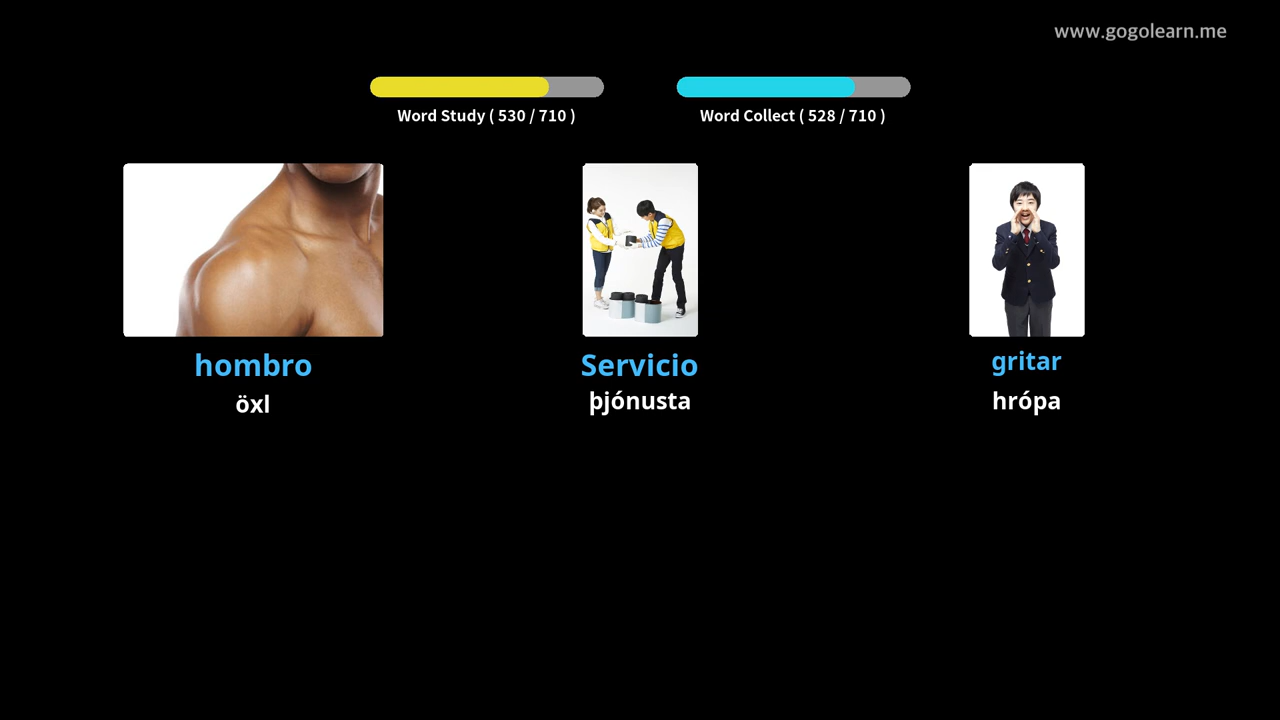 www.gogolearn.me
Word Study ( 530 / 710 )
Word Collect ( 528 / 710 )
hombro
öxl
Servicio
þjónusta
gritar
hrópa